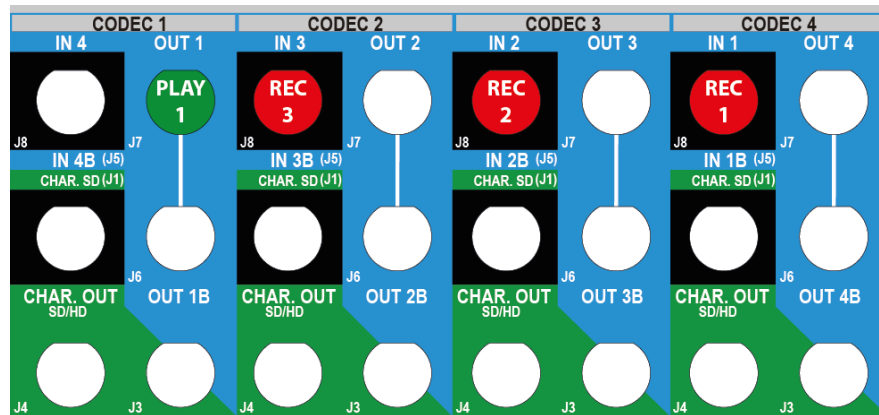 CODEC 1 CODEC 2 CODEC 3 CODEC 4
IN 4 OUT 1 IN 3 OUT 2 IN 2 OUT 3 IN 1 OUT 4
PLAY REC REC REC
1 3 2 1
J8 J7 J8 J7 J8 J7 J8 J7
IN 4B (J5) IN 3B (J5) IN 2B (J5) IN 1B (J5)
CHAR. SD (J1) CHAR. SD (J1) CHAR. SD (J1) CHAR. SD (J1)
J6 J6 J6 J6
CHAR. OUT OUT 1B CHAR. OUT OUT 2B CHAR. OUT OUT 3B CHAR. OUT OUT 4B
SD/HD SD/HD SD/HD SD/HD
J4 J3 J4 J3 J4 J3 J4 J3